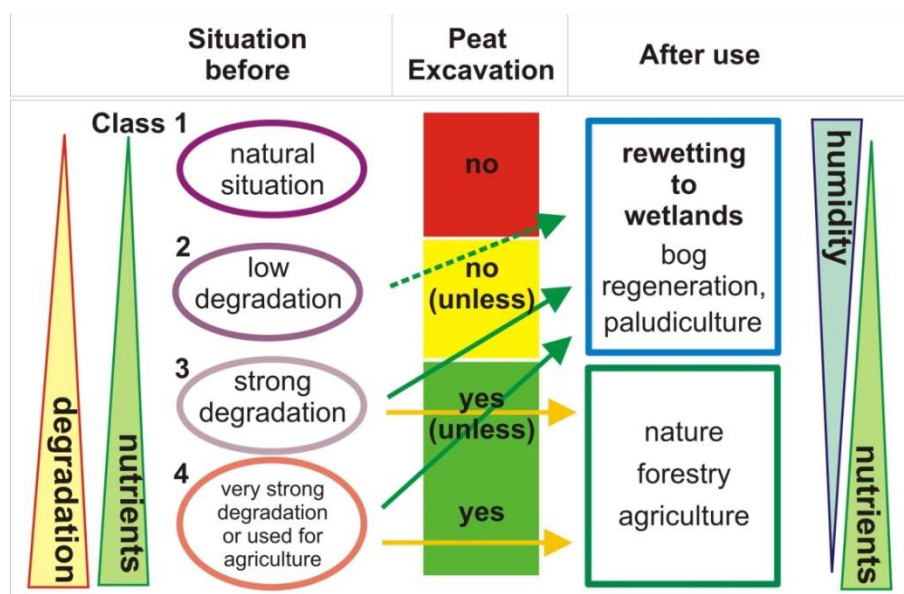 Situation
before
Peat
Excavation
After use
Class 1
natural
situation
no
rewetting
to
wetlands
bog
regeneration,
paludiculture
2
low
degradation
no
(unless)
3
strong
degradation
yes
(unless)
nature
forestry
agriculture
4
very strong
degradation
or used for
agriculture
yes
degradation
nutrients
humidity
nutrients